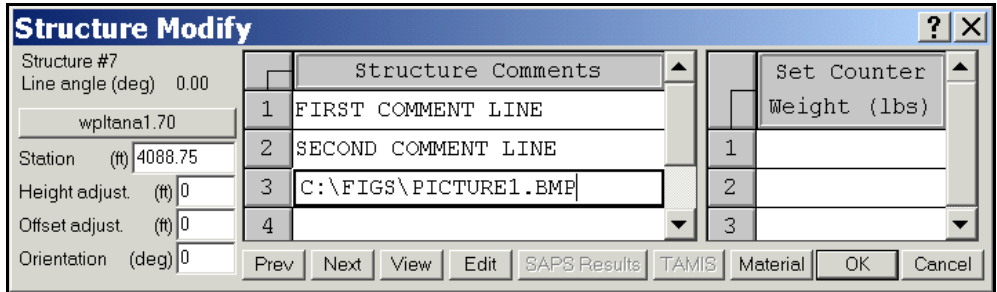 Structure Modify ? X
Structure #7
Line angle (deg) 0.00
wpltana1.70
Station (ft) 4088.75
Height adjust. (ft) 0
Offset adjust. (ft) 0
Orientation (deg) 0
Structure Comments
1 FIRST COMMENT LINE
2 SECOND COMMENT LINE
3 C:\FIGS\PICTURE1.BMP
4
Set Counter
Weight (lbs)
1
2
3
Prev Next View Edit SAPS Results TAMIS Material OK Cancel